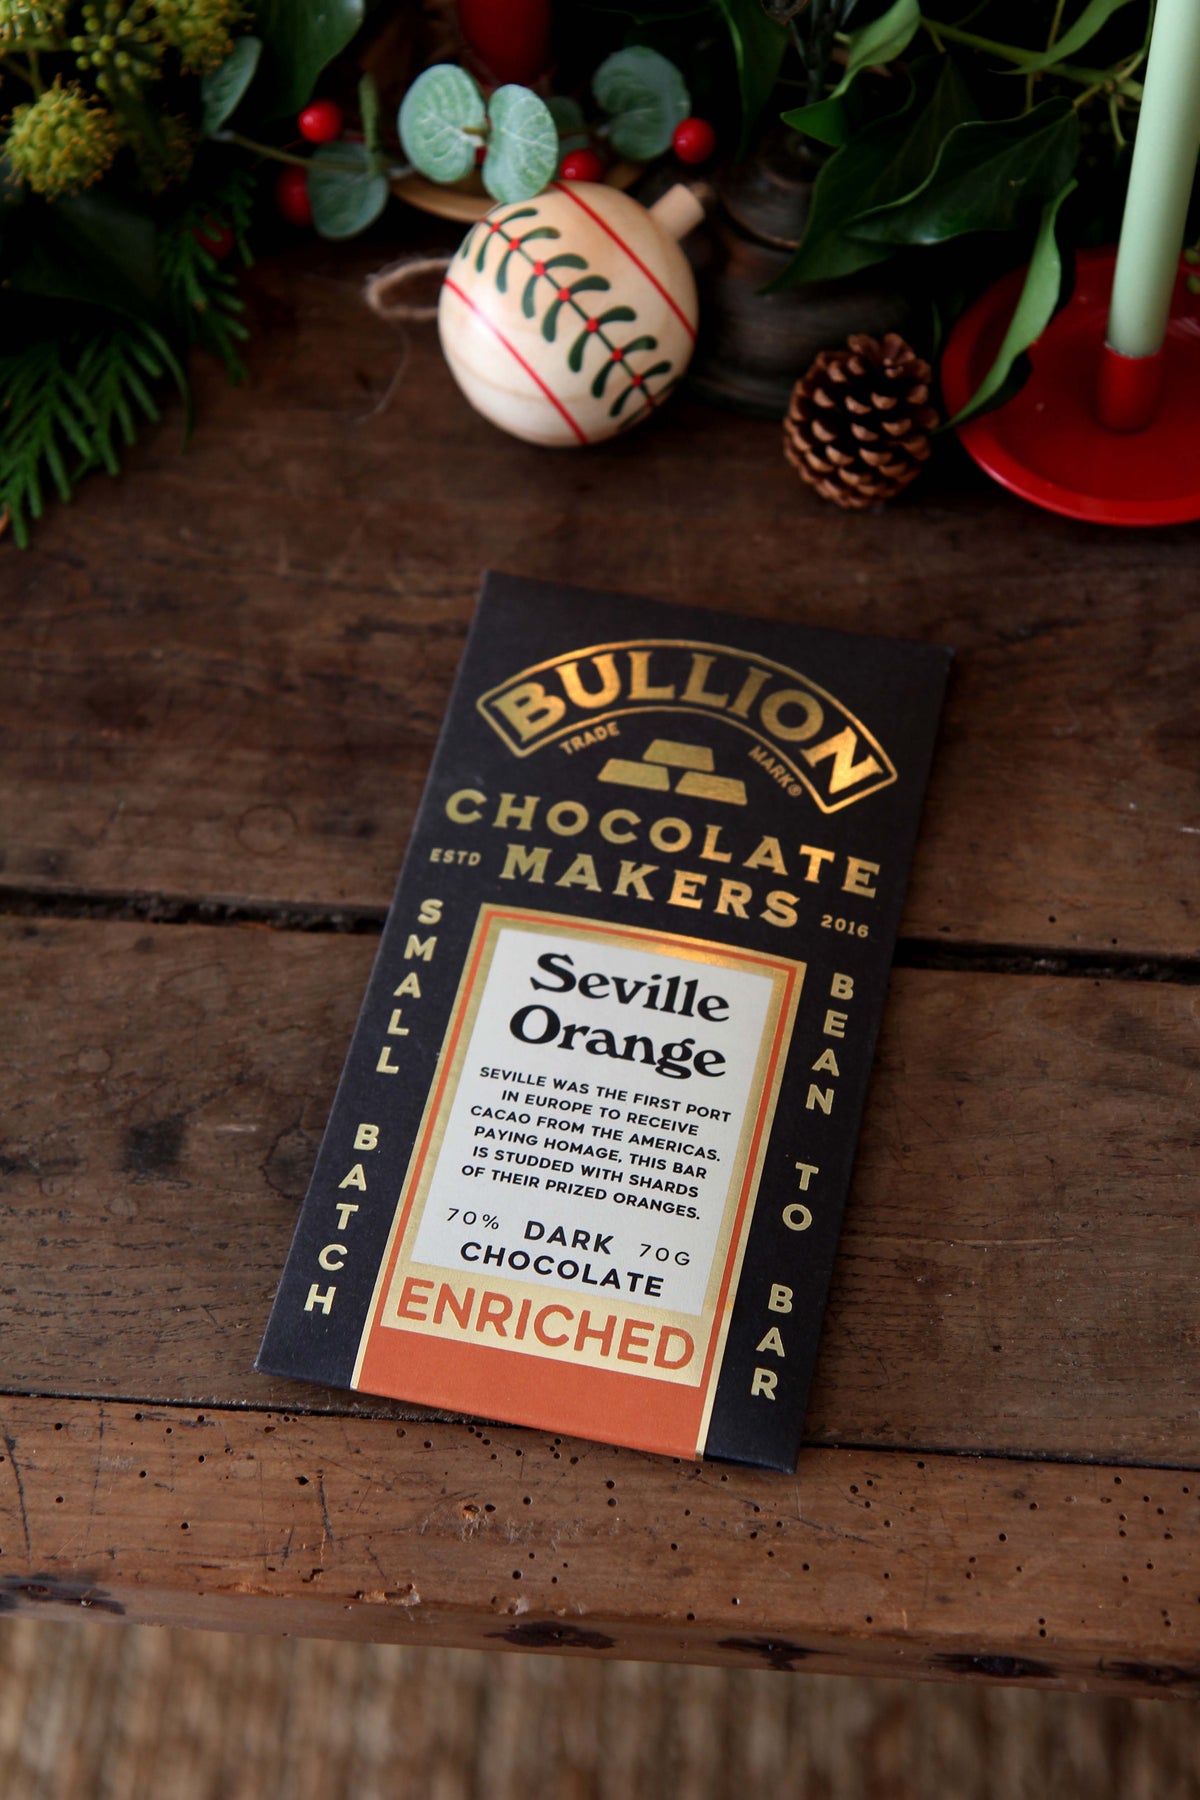 BULLION
TRADE MARK®
CHOCOLATE
ESTD MAKERS 2016
SMALL BATCH
BEAN TO BAR
Seville
Orange
SEVILLE WAS THE FIRST PORT
IN EUROPE TO RECEIVE
CACAO FROM THE AMERICAS.
PAYING HOMAGE, THIS BAR
IS STUDDED WITH SHARDS
OF THEIR PRIZED ORANGES.
70% DARK 70G
CHOCOLATE
ENRICHED